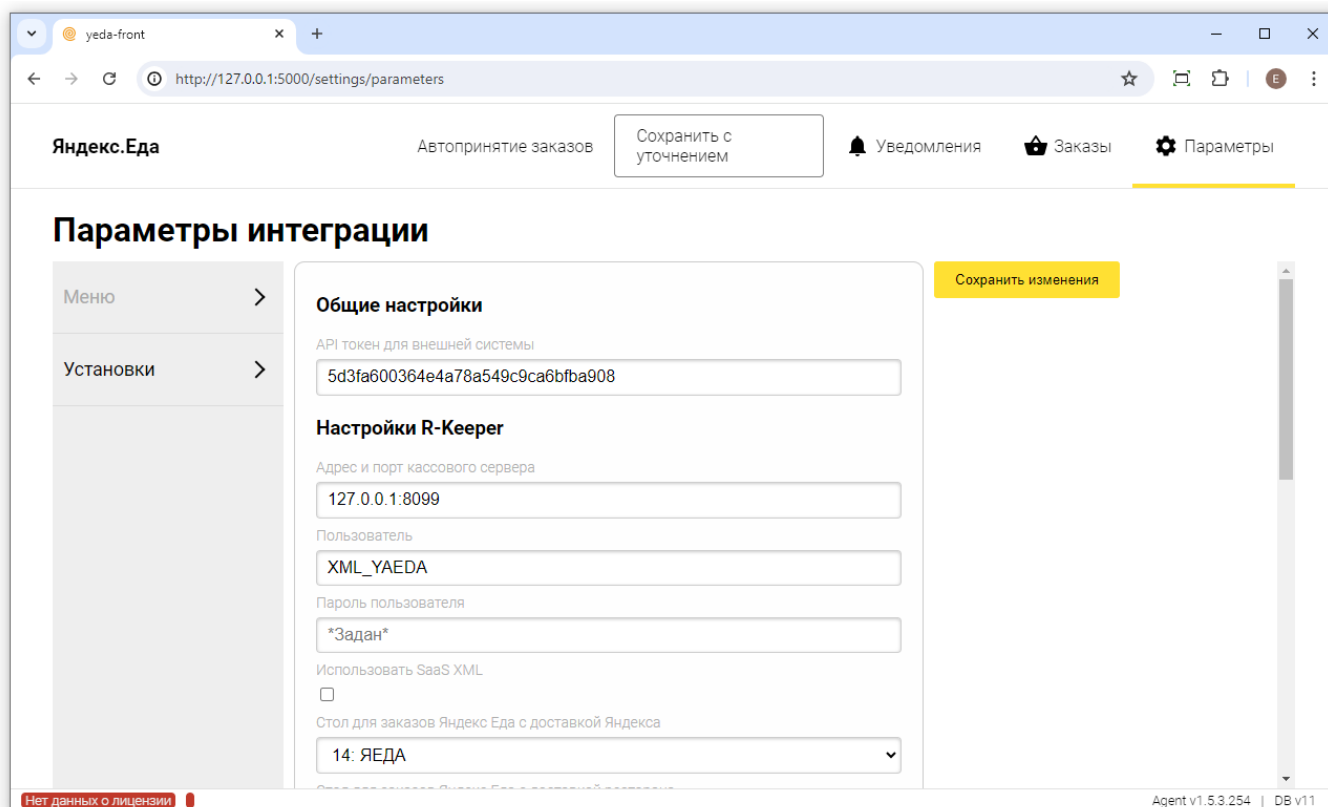 yeda-front
http://127.0.0.1:5000/settings/parameters
E
Яндекс.Еда
Автопринятие заказов
Сохранить с
уточнением
Уведомления
Заказы
Параметры
Параметры интеграции
Меню
Установки
Общие настройки
API токен для внешней системы
5d3fa600364e4a78a549c9ca6bfba908
Настройки R-Keeper
Адрес и порт кассового сервера
127.0.0.1:8099
Пользователь
XML_YAEDA
Пароль пользователя
*Задан*
Использовать SaaS XML
Стол для заказов Яндекс Еда с доставкой Яндекса
14: ЯЕДА
Сохранить изменения
Нет данных о лицензии
Agent v1.5.3.254 | DB v11